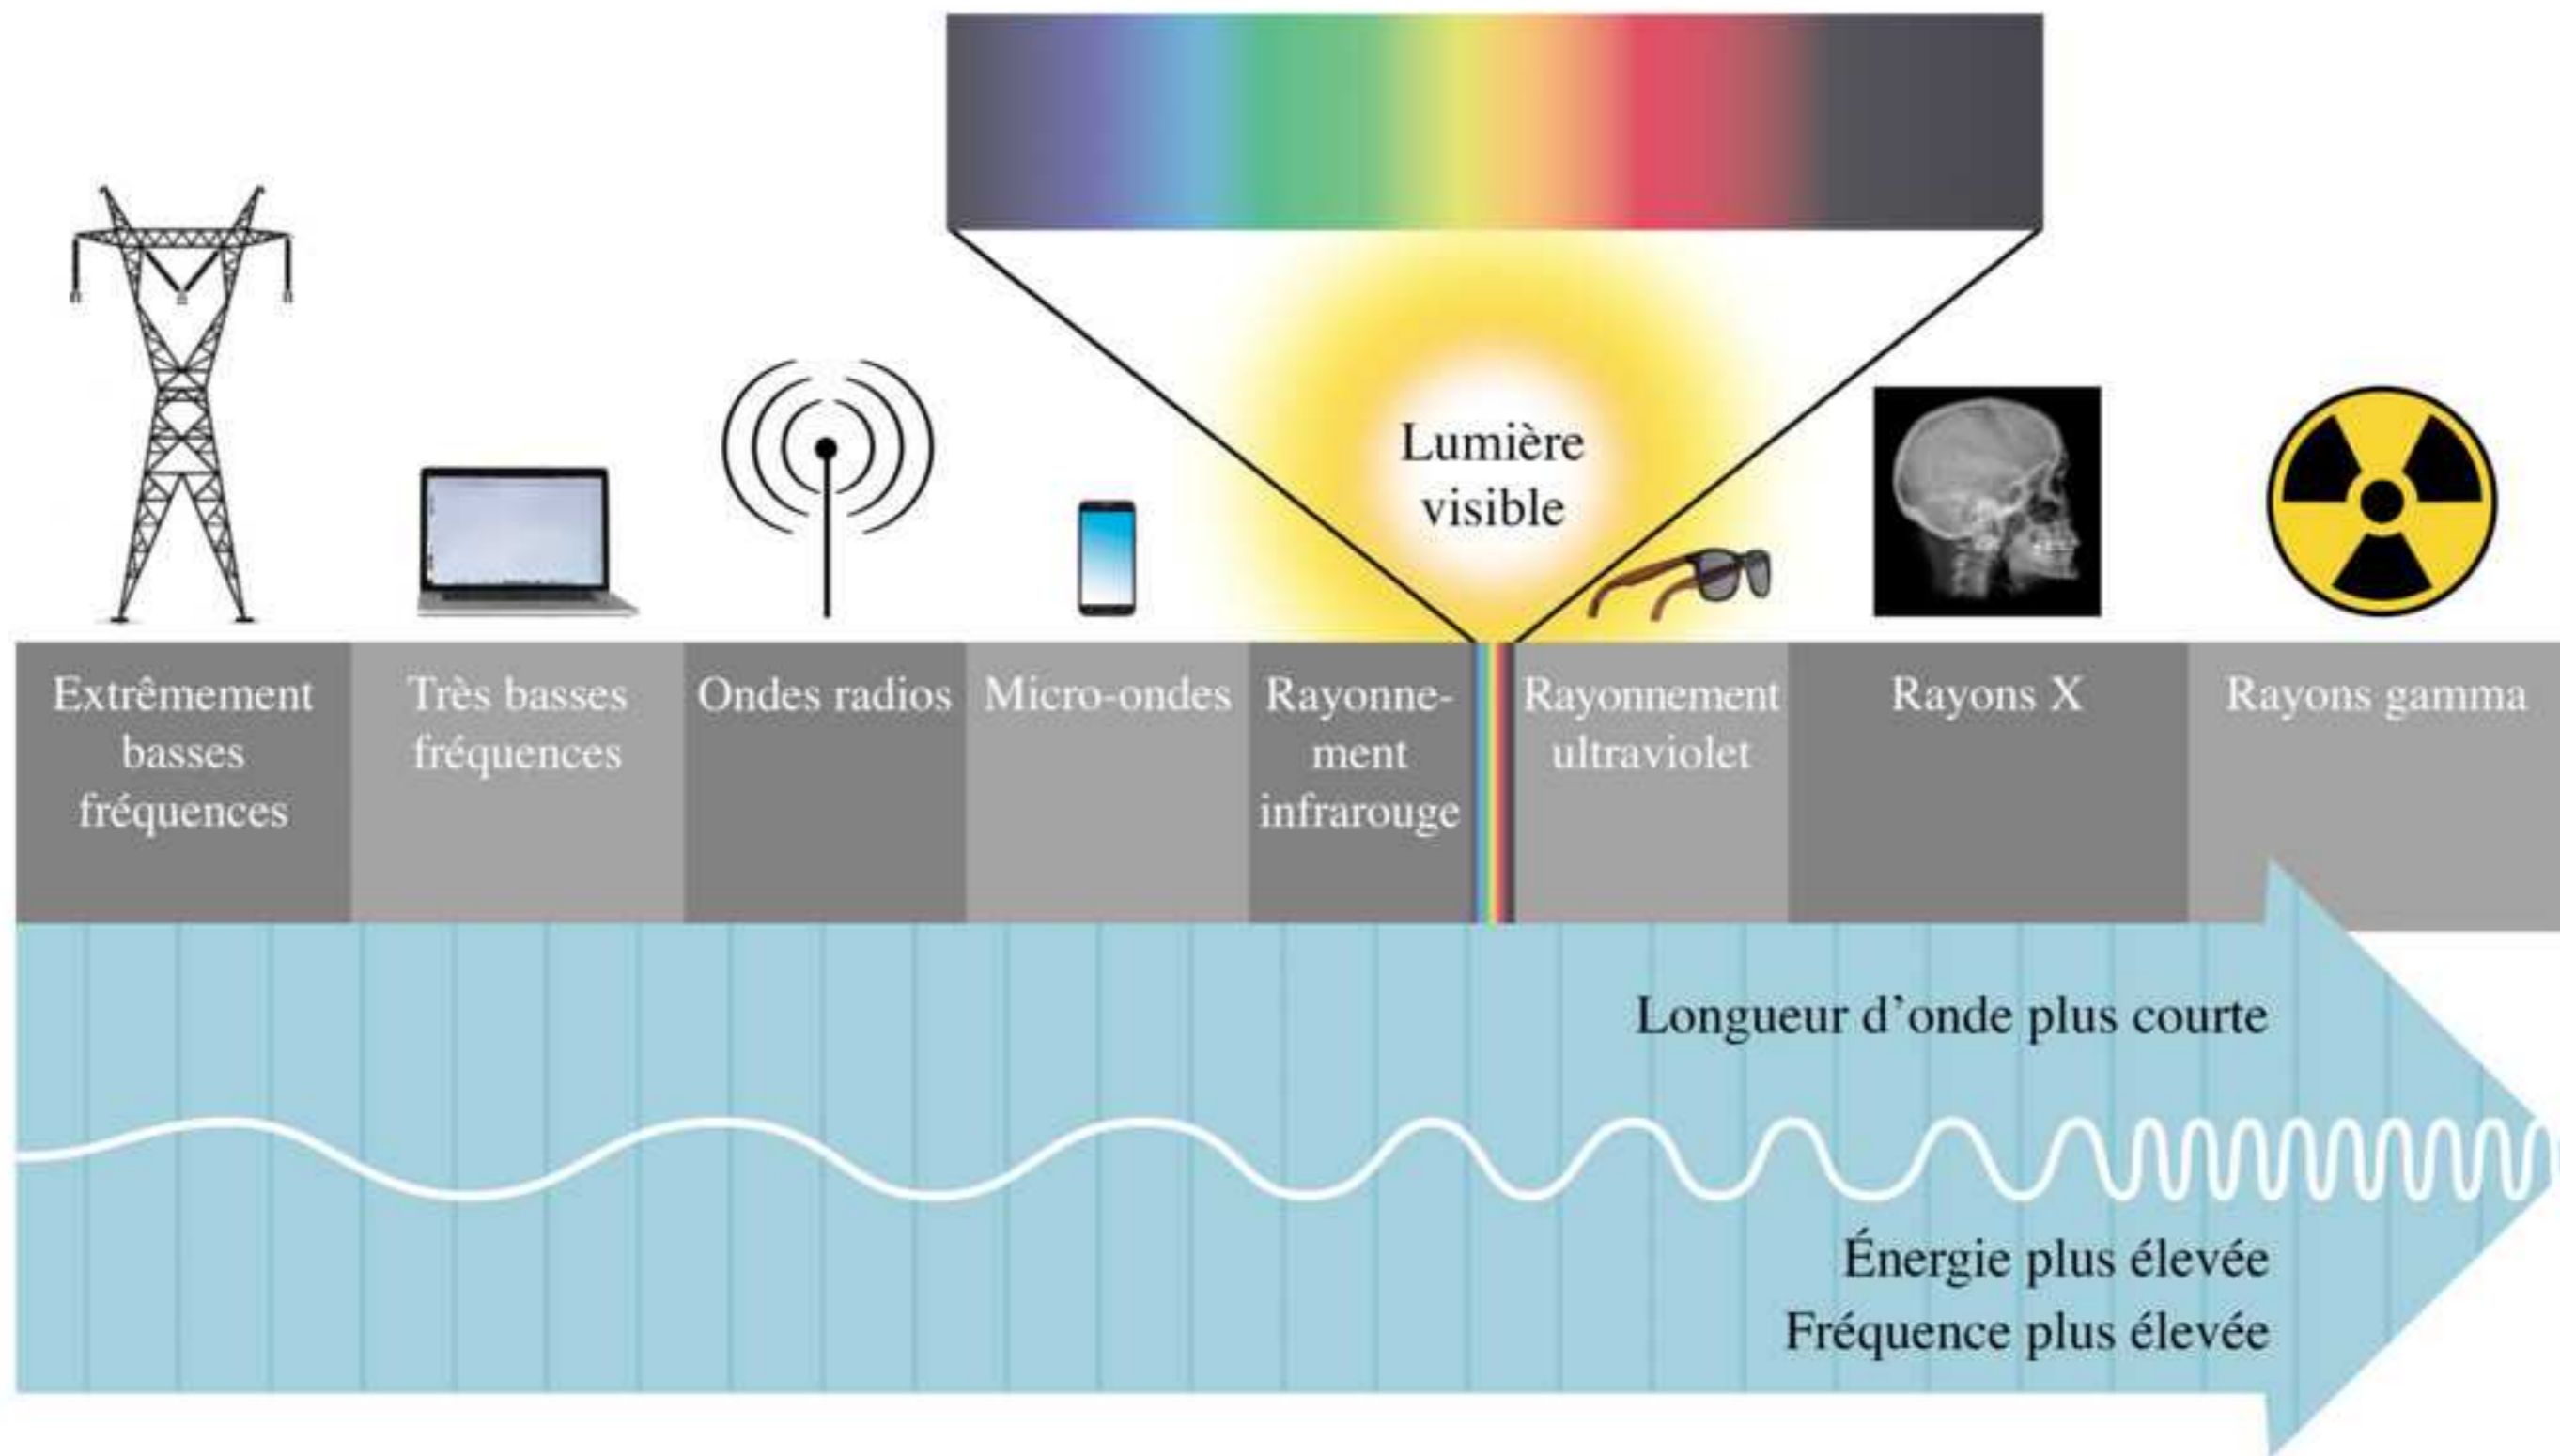 Lumière
visible
Extrêmement
basses
fréquences
Très basses
fréquences
Ondes radios
Micro-ondes
Rayonne-
ment
infrarouge
Rayonnement
ultraviolet
Rayons X
Rayons gamma
Longueur d’onde plus courte
Énergie plus élevée
Fréquence plus élevée